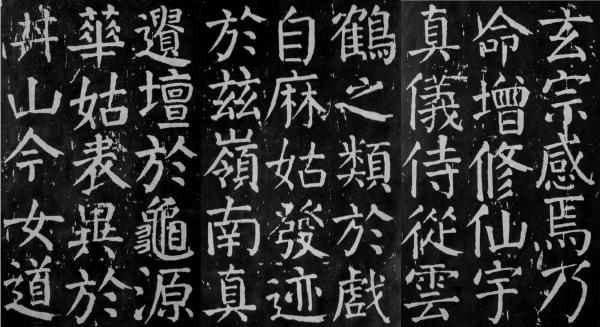 玄宗感焉乃
命增修仙宇
真儀侍從雲
鶴之類於戲
自麻姑發迹
於茲嶺南真
遺壇於龜源
華姑表異於
井山今女道